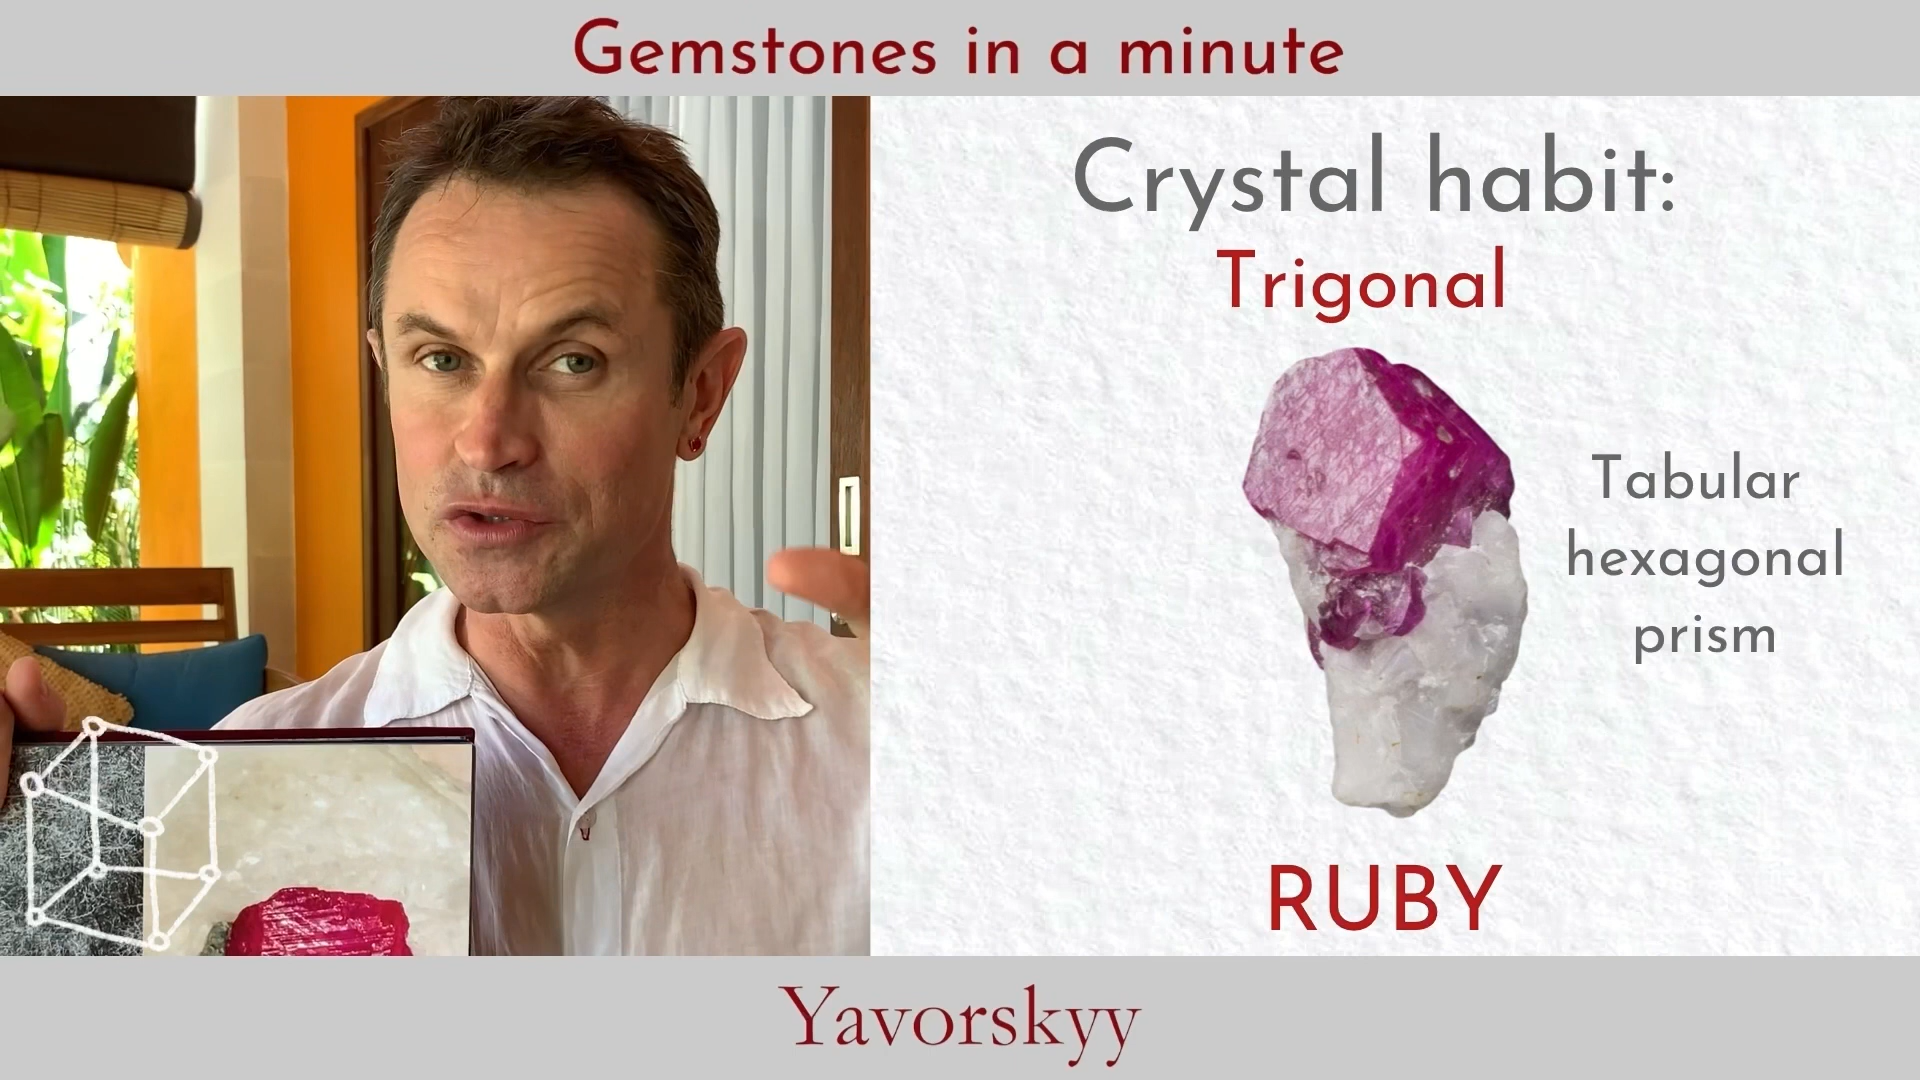 Gemstones in a minute
Crystal habit:
Trigonal
Tabular
hexagonal
prism
RUBY
Yavorskyy